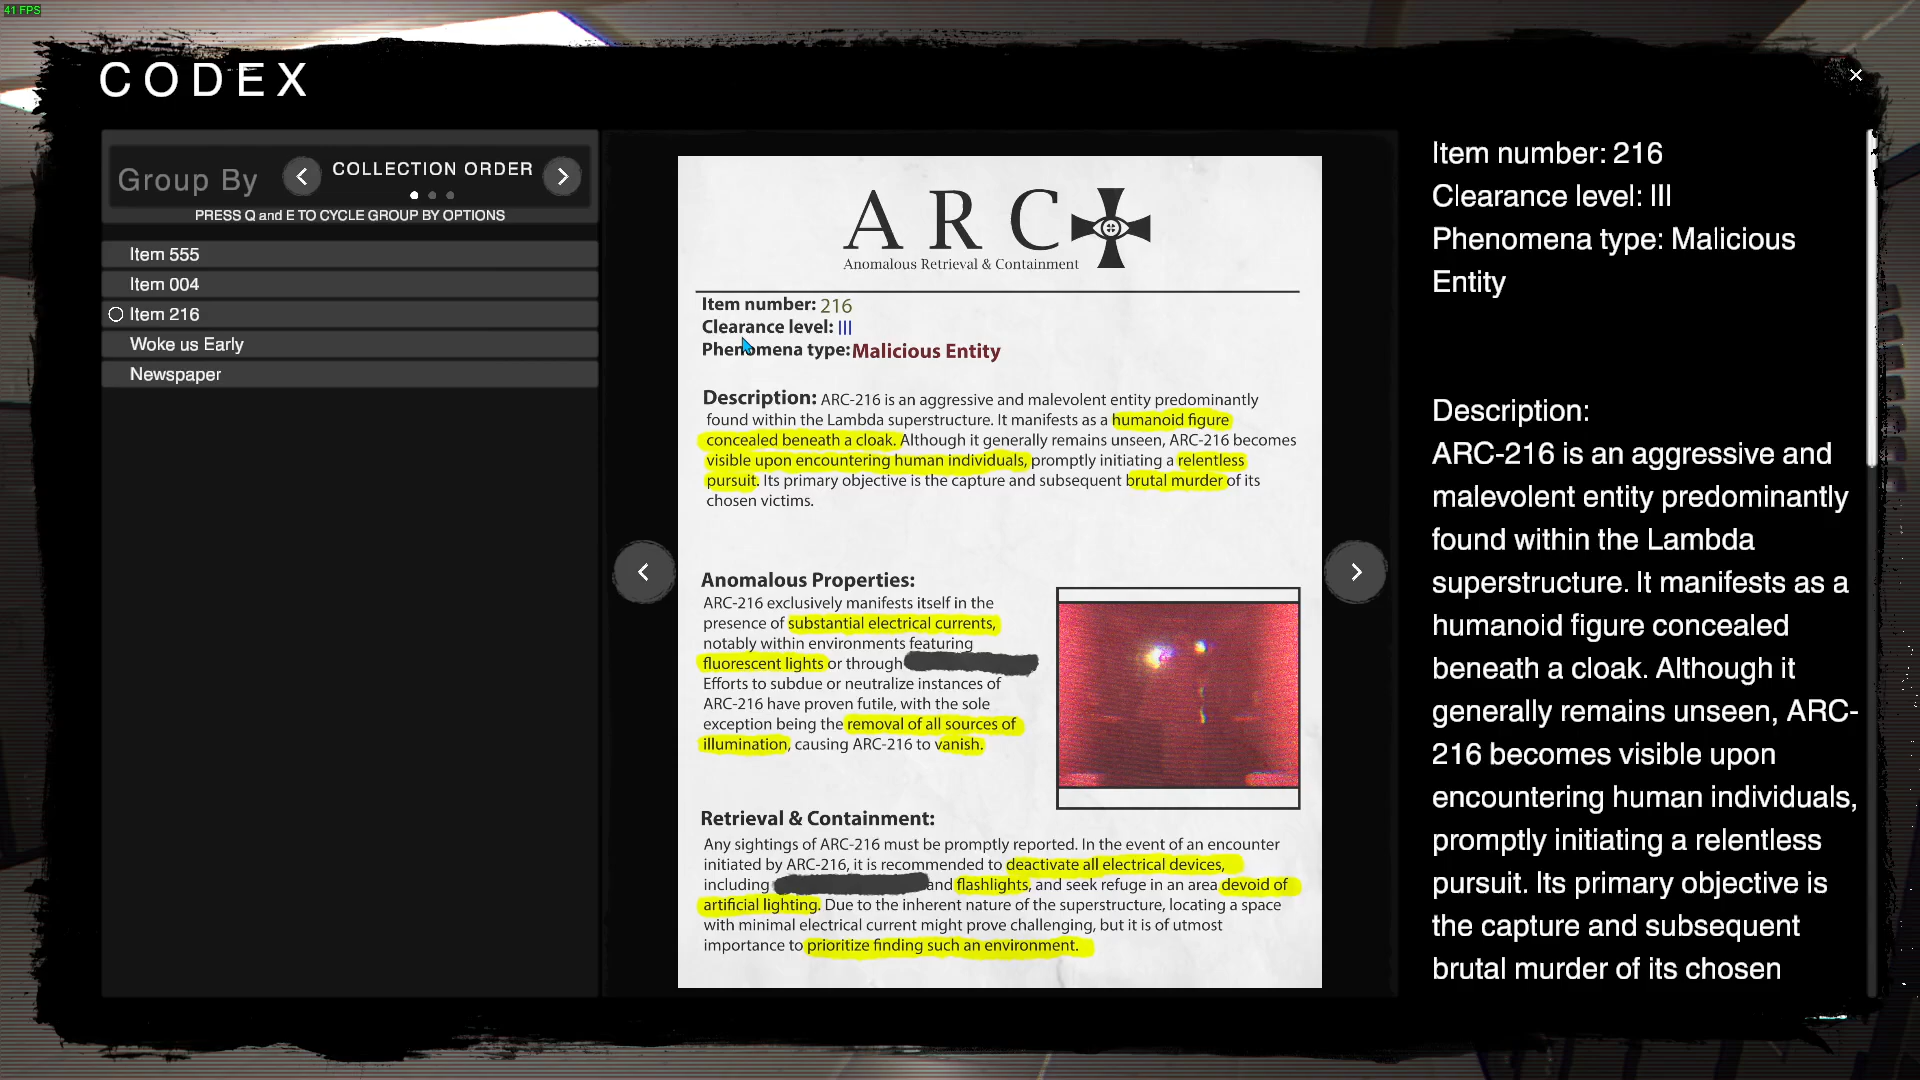 41 FPS
CODEX
Group By
COLLECTION ORDER
PRESS Q and E TO CYCLE GROUP BY OPTIONS
Item 555
Item 004
Item 216
Woke us Early
Newspaper
ARC
Anomalous Retrieval & Containment
Item number: 216
Clearance level: III
Phenomena type: Malicious Entity
Description: ARC-216 is an aggressive and malevolent entity predominantly
found within the Lambda superstructure. It manifests as a humanoid figure
concealed beneath a cloak. Although it generally remains unseen, ARC-216 becomes
visible upon encountering human individuals, promptly initiating a relentless
pursuit. Its primary objective is the capture and subsequent brutal murder of its
chosen victims.
Anomalous Properties:
ARC-216 exclusively manifests itself in the
presence of substantial electrical currents,
notably within environments featuring
fluorescent lights or through
Efforts to subdue or neutralize instances of
ARC-216 have proven futile, with the sole
exception being the removal of all sources of
illumination, causing ARC-216 to vanish.
Retrieval & Containment:
Any sightings of ARC-216 must be promptly reported. In the event of an encounter
initiated by ARC-216, it is recommended to deactivate all electrical devices,
including and flashlights, and seek refuge in an area devoid of
artificial lighting. Due to the inherent nature of the superstructure, locating a space
with minimal electrical current might prove challenging, but it is of utmost
importance to prioritize finding such an environment.
Item number: 216
Clearance level: III
Phenomena type: Malicious
Entity
Description:
ARC-216 is an aggressive and
malevolent entity predominantly
found within the Lambda
superstructure. It manifests as a
humanoid figure concealed
beneath a cloak. Although it
generally remains unseen, ARC-
216 becomes visible upon
encountering human individuals,
promptly initiating a relentless
pursuit. Its primary objective is
the capture and subsequent
brutal murder of its chosen